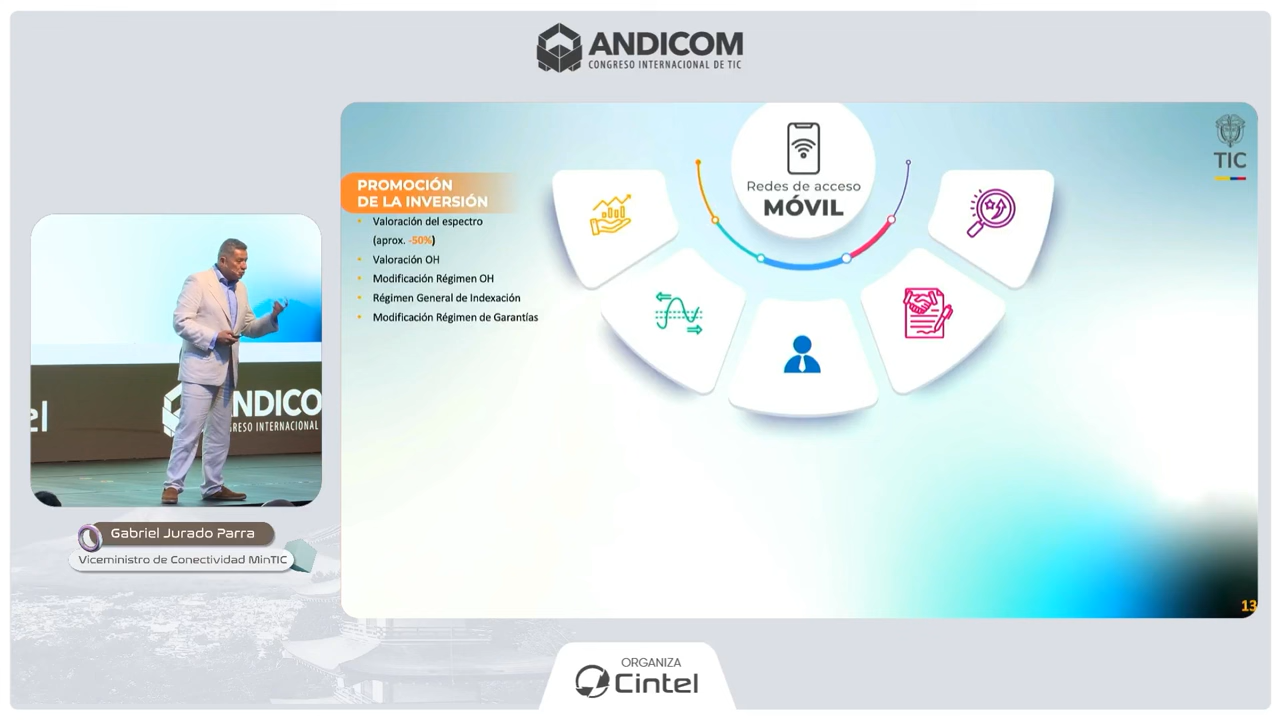 ANDICOM
CONGRESO INTERNACIONAL DE TIC
PROMOCIÓN
DE LA INVERSIÓN
• Valoración del espectro
(aprox. -50%)
• Valoración OH
• Modificación Régimen OH
• Régimen General de Indexación
• Modificación Régimen de Garantías
Redes de acceso
MÓVIL
TIC
13
el
NDICO
GRESO INTERNACIONAL
Gabriel Jurado Parra
Viceministro de Conectividad MinTIC
ORGANIZA
Cintel